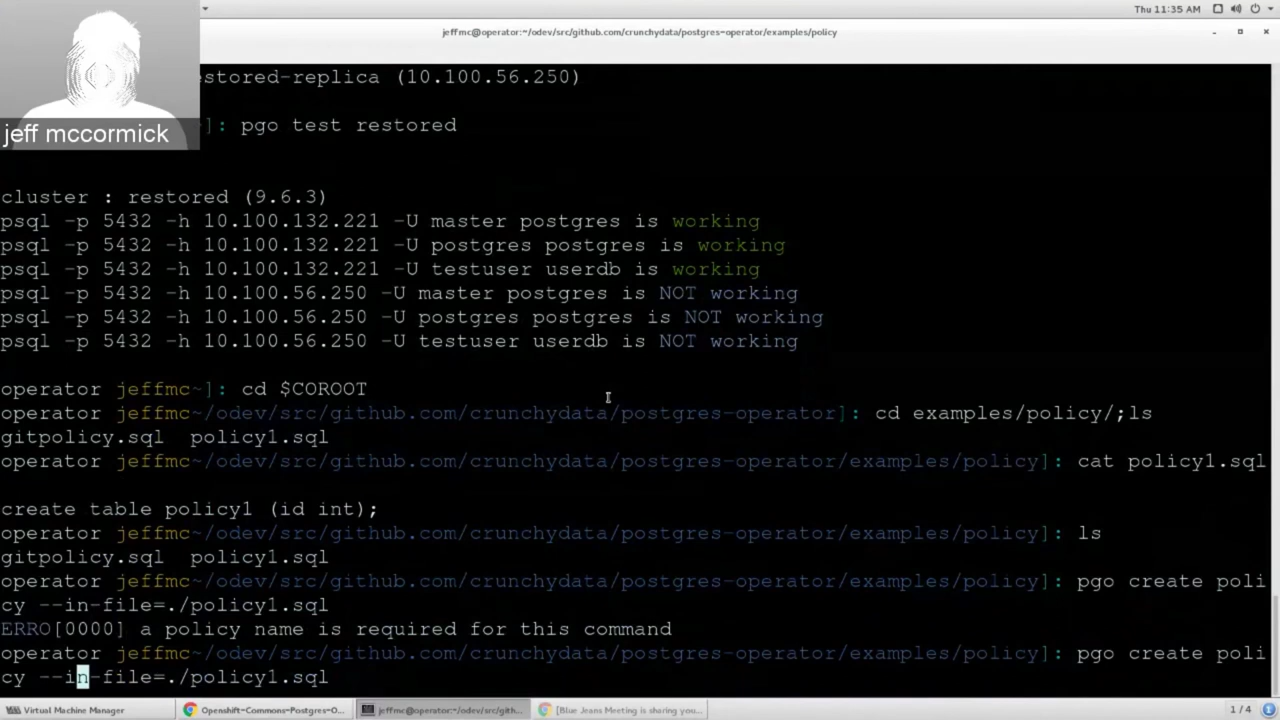 Thu 11:35 AM
jeffmc@operator:~/odev/src/github.com/crunchydata/postgres-operator/examples/policy
jeff mccormick
stored-replica (10.100.56.250)
]: pgo test restored
cluster : restored (9.6.3)
psql -p 5432 -h 10.100.132.221 -U master postgres is working
psql -p 5432 -h 10.100.132.221 -U postgres postgres is working
psql -p 5432 -h 10.100.132.221 -U testuser userdb is working
psql -p 5432 -h 10.100.56.250 -U master postgres is NOT working
psql -p 5432 -h 10.100.56.250 -U postgres postgres is NOT working
psql -p 5432 -h 10.100.56.250 -U testuser userdb is NOT working
operator jeffmc~]: cd $COROOT
operator jeffmc~/odev/src/github.com/crunchydata/postgres-operator]: cd examples/policy/;ls
gitpolicy.sql  policy1.sql
operator jeffmc~/odev/src/github.com/crunchydata/postgres-operator/examples/policy]: cat policy1.sql
create table policy1 (id int);
operator jeffmc~/odev/src/github.com/crunchydata/postgres-operator/examples/policy]: ls
gitpolicy.sql  policy1.sql
operator jeffmc~/odev/src/github.com/crunchydata/postgres-operator/examples/policy]: pgo create poli
cy --in-file=./policy1.sql
ERRO[0000] a policy name is required for this command
operator jeffmc~/odev/src/github.com/crunchydata/postgres-operator/examples/policy]: pgo create poli
cy --in-file=./policy1.sql
Virtual Machine Manager
Openshift-Commons-Postgres-O...
jeffmc@operator:~/odev/src/gith...
[Blue Jeans Meeting is sharing you...
1 / 4